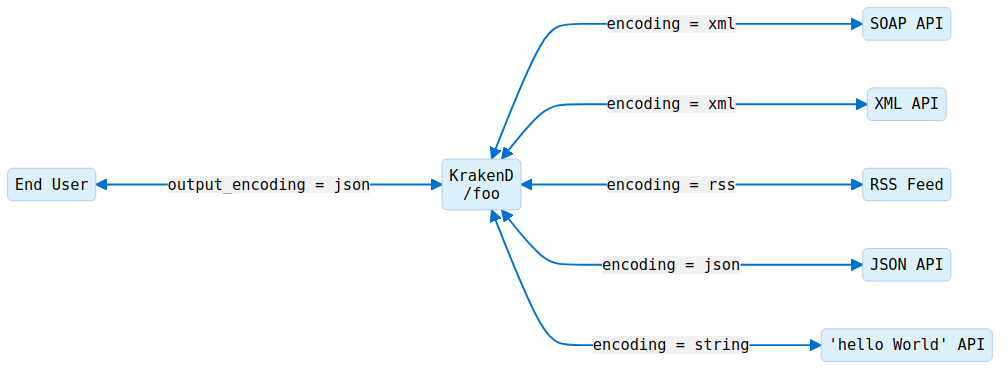 encoding = xml
SOAP API
encoding = xml
XML API
End User
output_encoding = json
KrakenD
/foo
encoding = rss
RSS Feed
encoding = json
JSON API
encoding = string
'hello World' API